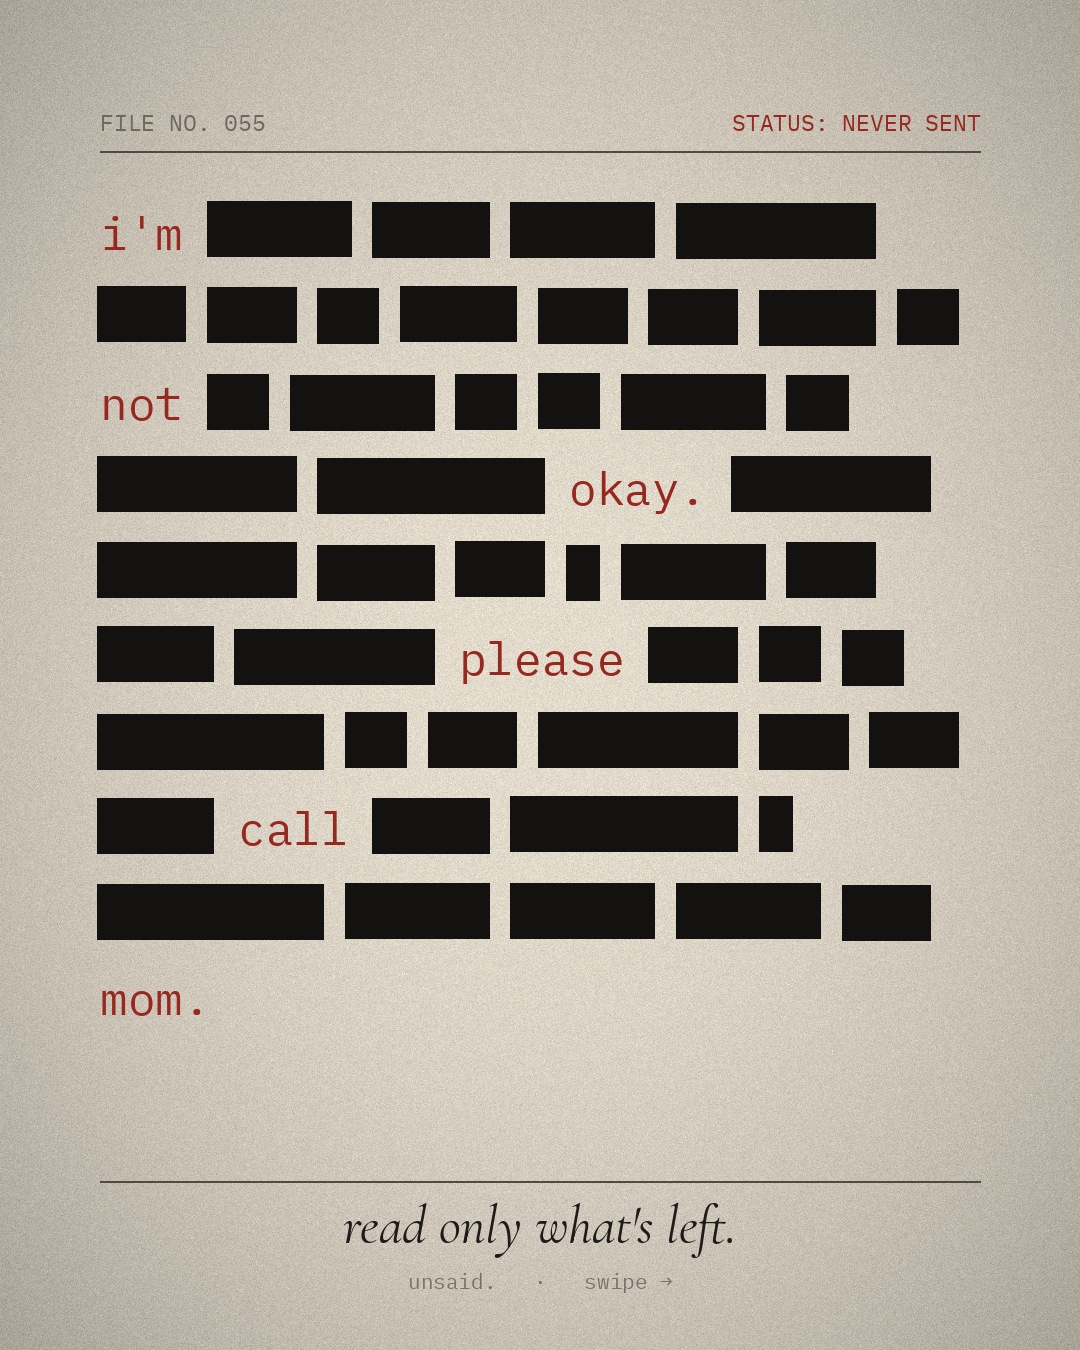 FILE NO. 055
STATUS: NEVER SENT
i'm
not
okay.
please
call
mom.
read only what's left.
unsaid. · swipe →